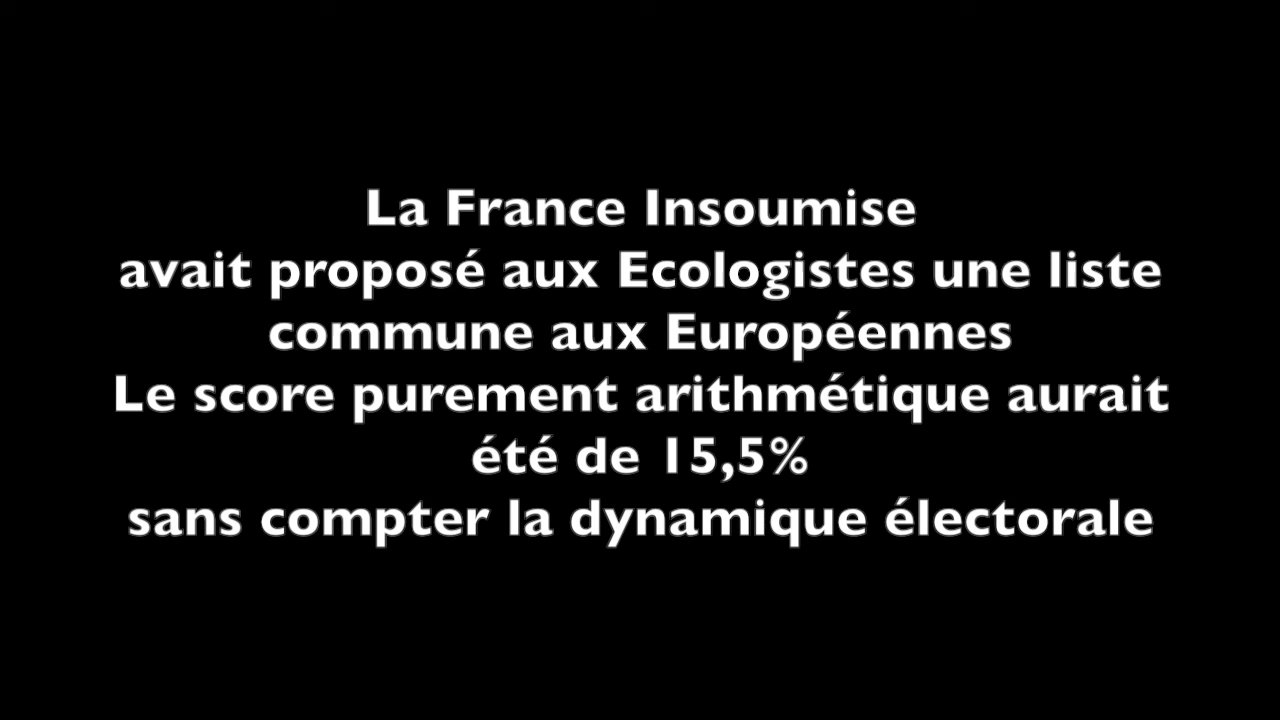 La France Insoumise
avait proposé aux Ecologistes une liste
commune aux Européennes
Le score purement arithmétique aurait
été de 15,5%
sans compter la dynamique électorale